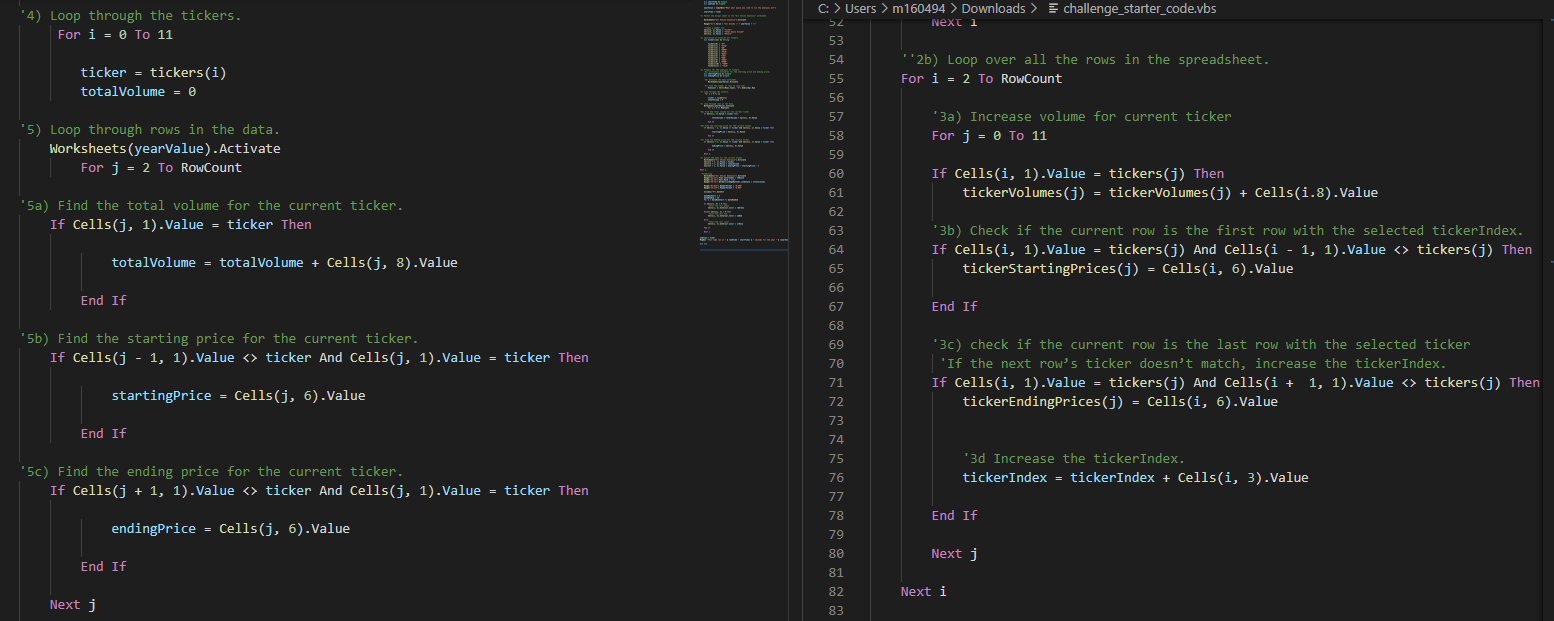 '4) Loop through the tickers.
For i = 0 To 11
ticker = tickers(i)
totalVolume = 0
'5) Loop through rows in the data.
Worksheets(yearValue).Activate
For j = 2 To RowCount
'5a) Find the total volume for the current ticker.
If Cells(j, 1).Value = ticker Then
totalVolume = totalVolume + Cells(j, 8).Value
End If
'5b) Find the starting price for the current ticker.
If Cells(j - 1, 1).Value <> ticker And Cells(j, 1).Value = ticker Then
startingPrice = Cells(j, 6).Value
End If
'5c) Find the ending price for the current ticker.
If Cells(j + 1, 1).Value <> ticker And Cells(j, 1).Value = ticker Then
endingPrice = Cells(j, 6).Value
End If
Next j
C: > Users > m160494 > Downloads > challenge_starter_code.vbs
52 Next i
53
54 ''2b) Loop over all the rows in the spreadsheet.
55 For i = 2 To RowCount
56
57 '3a) Increase volume for current ticker
58 For j = 0 To 11
59
60 If Cells(i, 1).Value = tickers(j) Then
61 tickerVolumes(j) = tickerVolumes(j) + Cells(i.8).Value
62
63 '3b) Check if the current row is the first row with the selected tickerIndex.
64 If Cells(i, 1).Value = tickers(j) And Cells(i - 1, 1).Value <> tickers(j) Then
65 tickerStartingPrices(j) = Cells(i, 6).Value
66
67 End If
68
69 '3c) check if the current row is the last row with the selected ticker
70 'If the next row’s ticker doesn’t match, increase the tickerIndex.
71 If Cells(i, 1).Value = tickers(j) And Cells(i +  1, 1).Value <> tickers(j) Then
72 tickerEndingPrices(j) = Cells(i, 6).Value
73
74
75 '3d Increase the tickerIndex.
76 tickerIndex = tickerIndex + Cells(i, 3).Value
77
78 End If
79
80 Next j
81
82 Next i
83